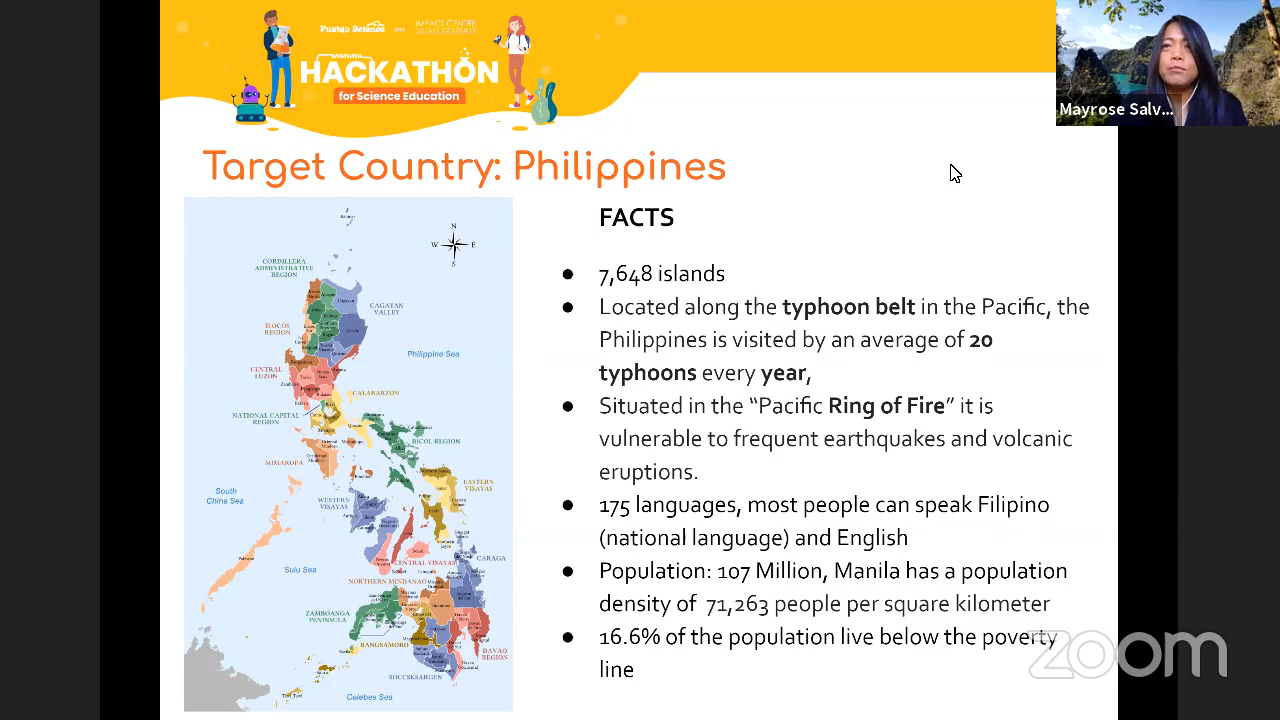 Pueblo Science and IMPACT CENTRE
SCIENCE TO SOCIETY
HACKATHON
for Science Education
Mayrose Salv...
Target Country: Philippines
FACTS
● 7,648 islands
● Located along the typhoon belt in the Pacific, the
Philippines is visited by an average of 20
typhoons every year,
● Situated in the “Pacific Ring of Fire” it is
vulnerable to frequent earthquakes and volcanic
eruptions.
● 175 languages, most people can speak Filipino
(national language) and English
● Population: 107 Million, Manila has a population
density of 71,263 people per square kilometer
● 16.6% of the population live below the poverty
line
N
W E
S
CORDILLERA
ADMINISTRATIVE
REGION
CAGAYAN
VALLEY
ILOCOS
REGION
Philippine Sea
CENTRAL
LUZON
CALABARZON
NATIONAL CAPITAL
REGION
BICOL REGION
MIMAROPA
South
China Sea
EASTERN
VISAYAS
WESTERN
VISAYAS
CARAGA
CENTRAL VISAYAS
Sulu Sea
NORTHERN MINDANAO
ZAMBOANGA
PENINSULA
BANGSAMORO
DAVAO
REGION
SOCCSKSARGEN
Celebes Sea
zoom